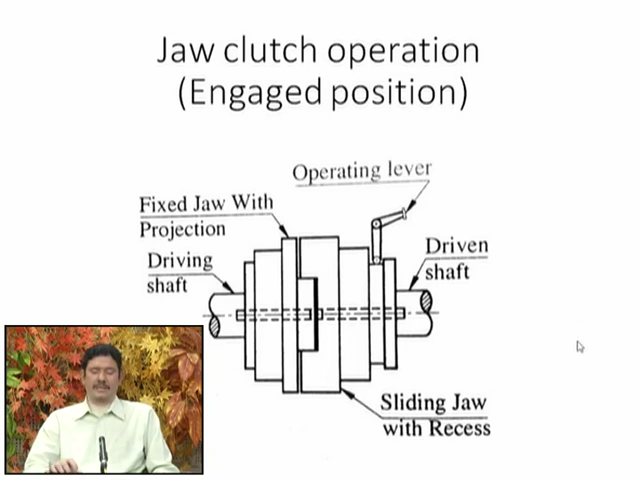 Jaw clutch operation
(Engaged position)
Operating lever
Fixed Jaw With
Projection
Driving
shaft
Driven
shaft
Sliding Jaw
with Recess